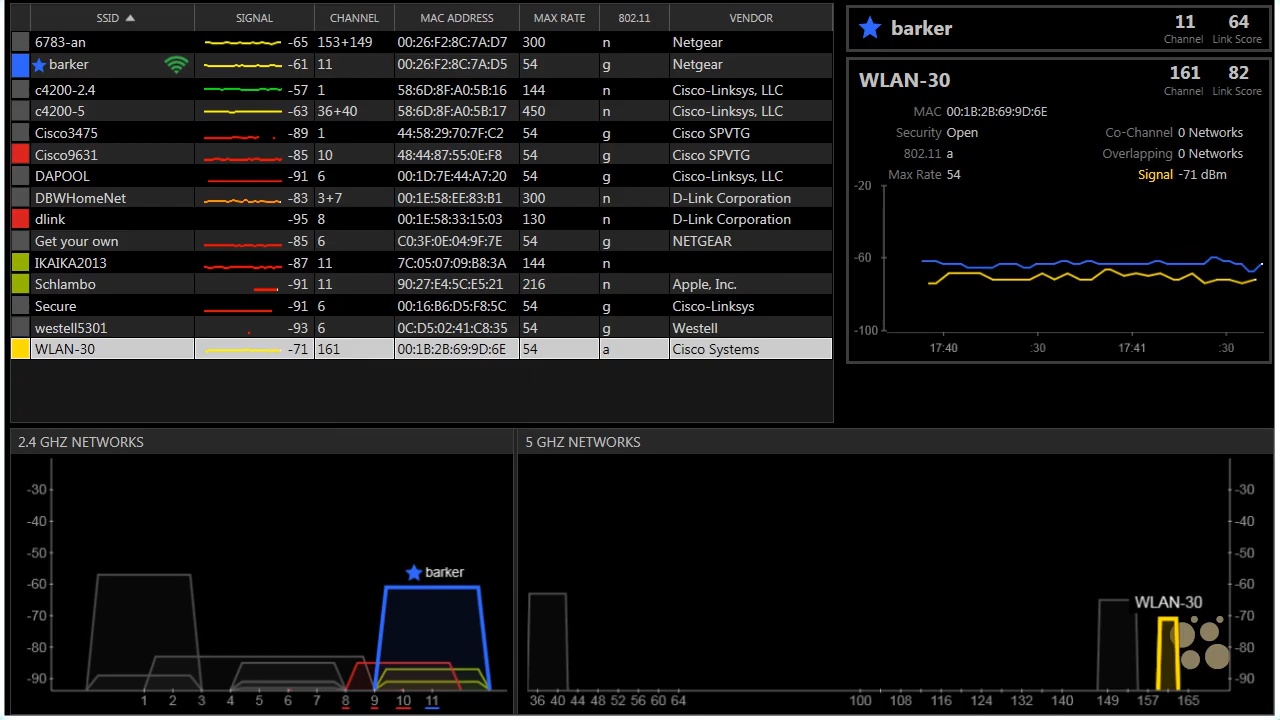 SSID SIGNAL CHANNEL MAC ADDRESS MAX RATE 802.11 VENDOR
6783-an -65 153+149 00:26:F2:8C:7A:D7 300 n Netgear
barker -61 11 00:26:F2:8C:7A:D5 54 g Netgear
c4200-2.4 -57 1 58:6D:8F:A0:5B:16 144 n Cisco-Linksys, LLC
c4200-5 -63 36+40 58:6D:8F:A0:5B:17 450 n Cisco-Linksys, LLC
Cisco3475 -89 1 44:58:29:70:7F:C2 54 g Cisco SPVTG
Cisco9631 -85 10 48:44:87:55:0E:F8 54 g Cisco SPVTG
DAPOOL -91 6 00:1D:7E:44:A7:20 54 g Cisco-Linksys, LLC
DBWHomeNet -83 3+7 00:1E:58:EE:83:B1 300 n D-Link Corporation
dlink -95 8 00:1E:58:33:15:03 130 n D-Link Corporation
Get your own -85 6 C0:3F:0E:04:9F:7E 54 g NETGEAR
IKAIKA2013 -87 11 7C:05:07:09:B8:3A 144 n
Schlambo -91 11 90:27:E4:5C:E5:21 216 n Apple, Inc.
Secure -91 6 00:16:B6:D5:F8:5C 54 g Cisco-Linksys
westell5301 -93 6 0C:D5:02:41:C8:35 54 g Westell
WLAN-30 -71 161 00:1B:2B:69:9D:6E 54 a Cisco Systems
barker 11 64
Channel Link Score
WLAN-30 161 82
Channel Link Score
MAC 00:1B:2B:69:9D:6E
Security Open Co-Channel 0 Networks
802.11 a Overlapping 0 Networks
Max Rate 54 Signal -71 dBm
-20
-60
-100
17:40 :30 17:41 :30
2.4 GHZ NETWORKS
-30
-40
-50
-60
-70
-80
-90
barker
1 2 3 4 5 6 7 8 9 10 11
5 GHZ NETWORKS
-30
-40
-50
-60
-70
-80
-90
WLAN-30
36 40 44 48 52 56 60 64 100 108 116 124 132 140 149 157 165